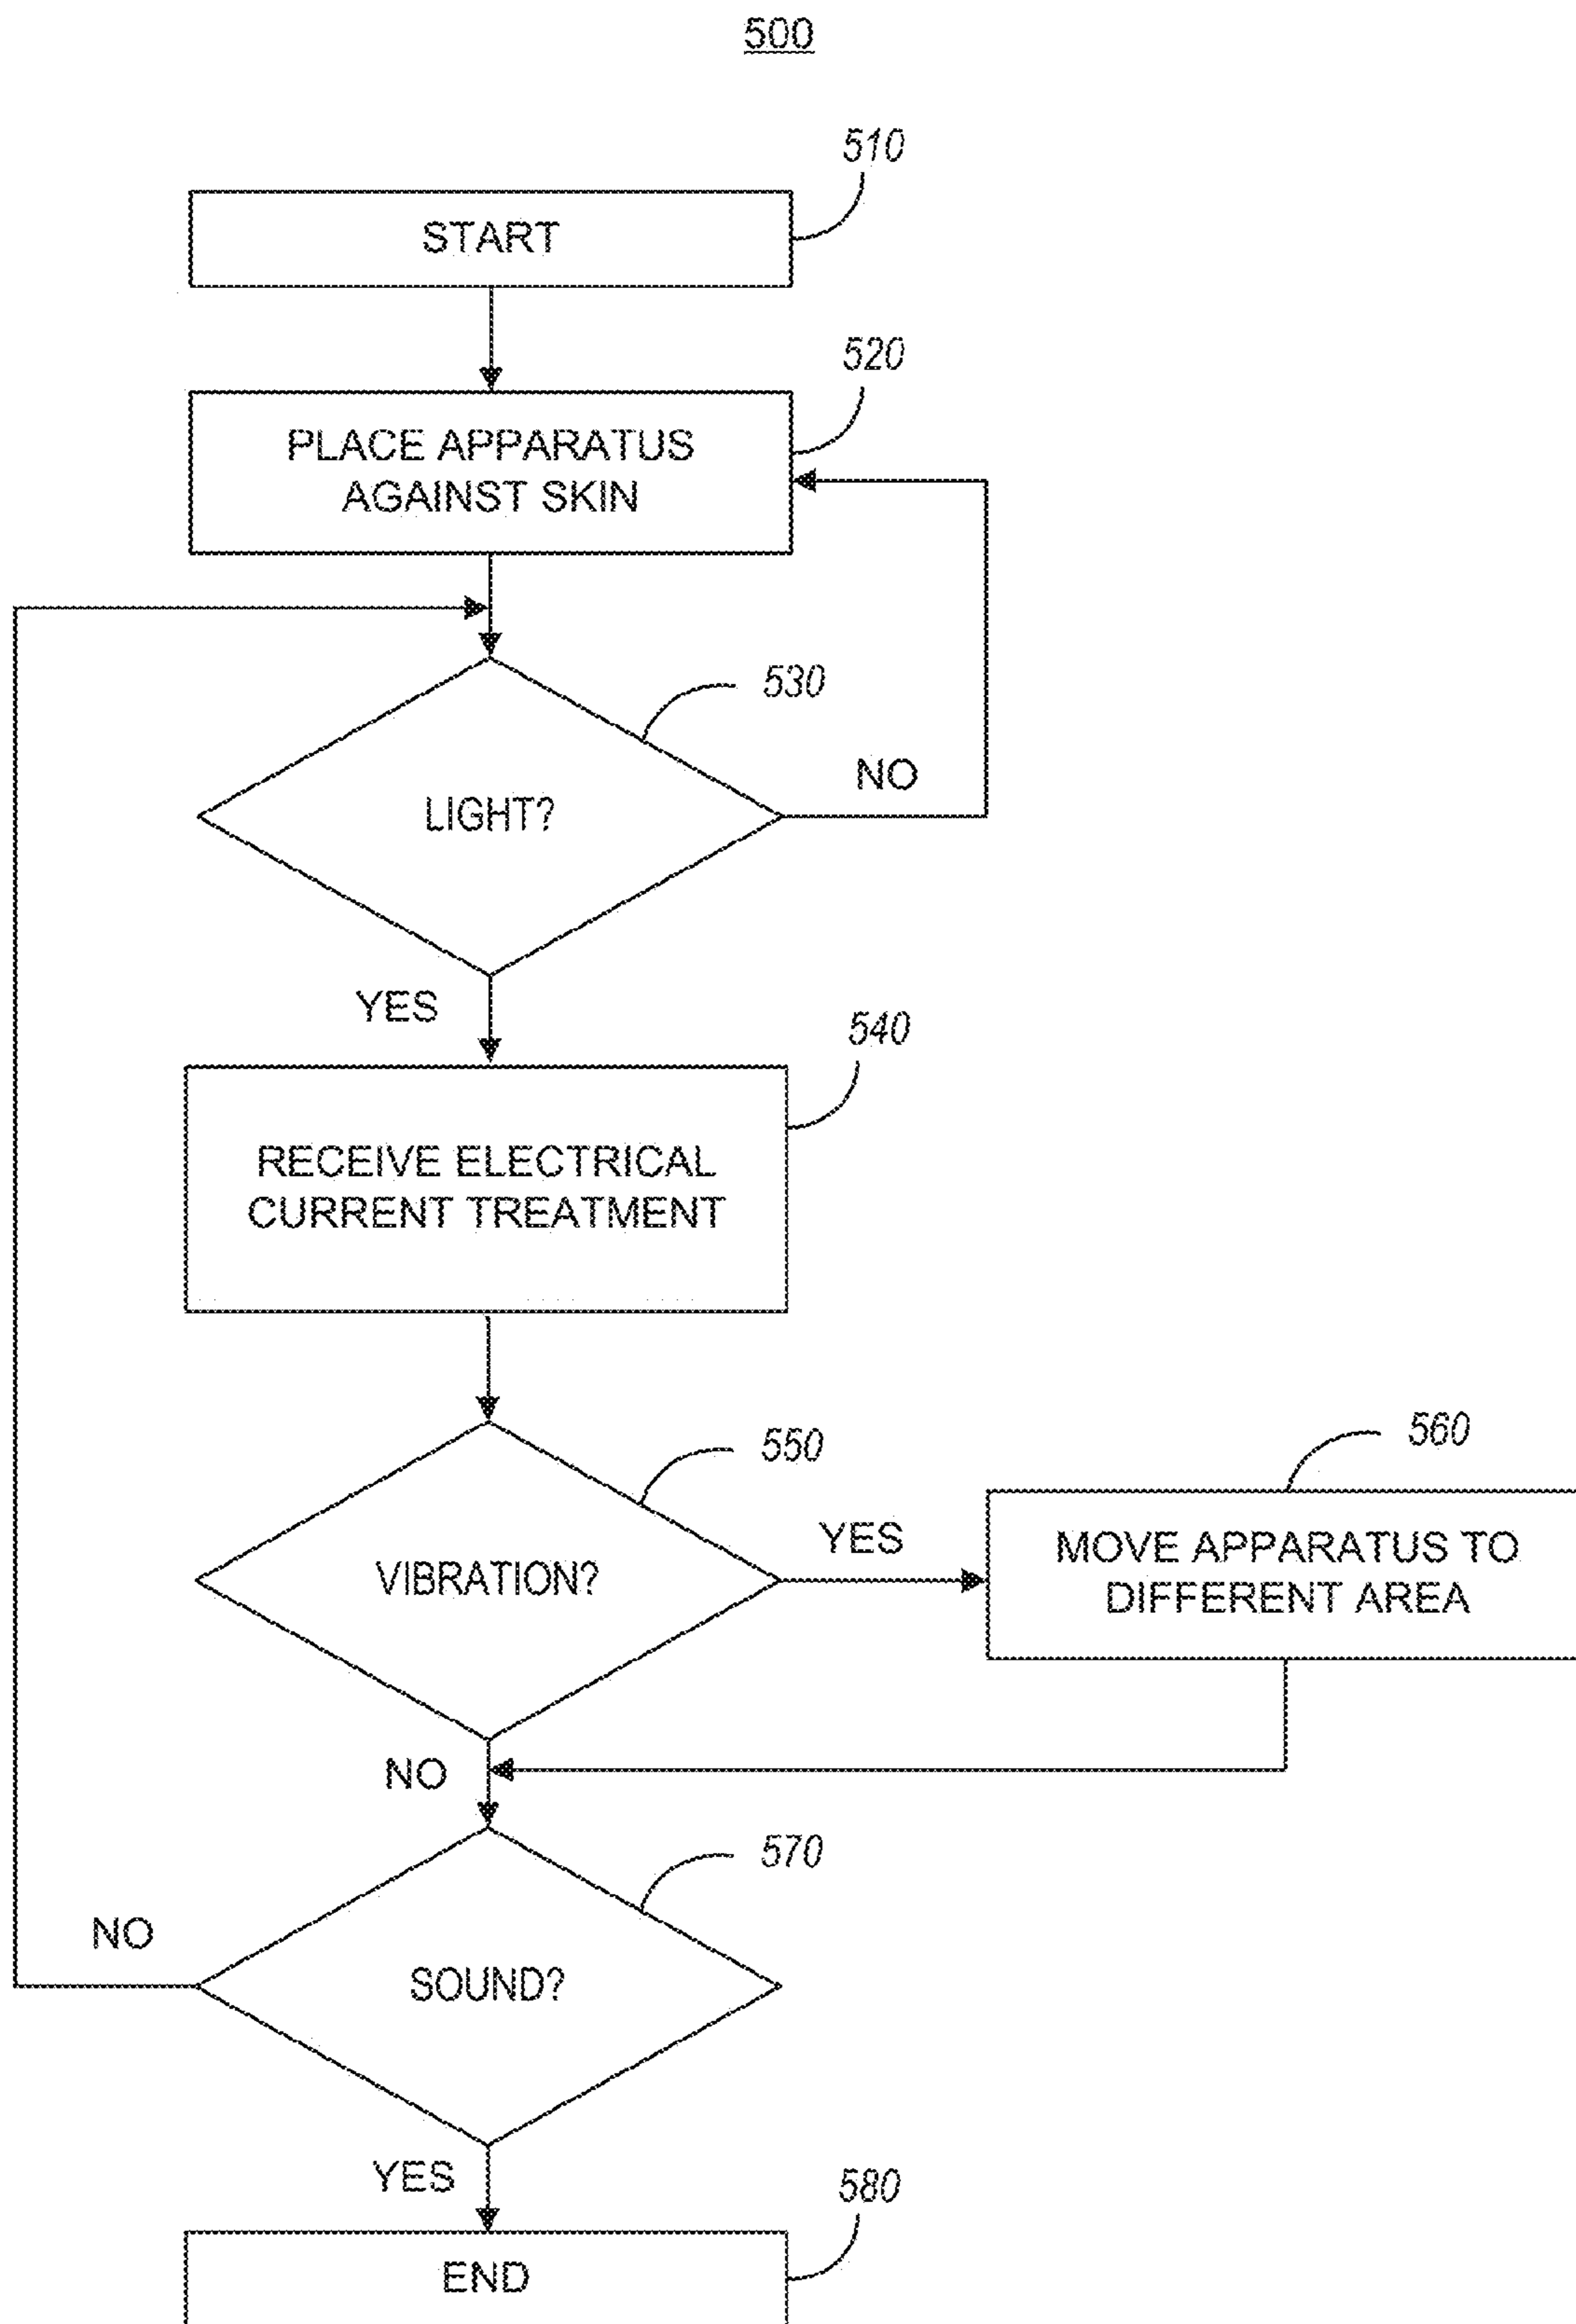 500
510
START
520
PLACE APPARATUS
AGAINST SKIN
530
LIGHT?
NO
YES
540
RECEIVE ELECTRICAL
CURRENT TREATMENT
550
560
VIBRATION?
YES
MOVE APPARATUS TO
DIFFERENT AREA
NO
570
NO
SOUND?
YES
580
END